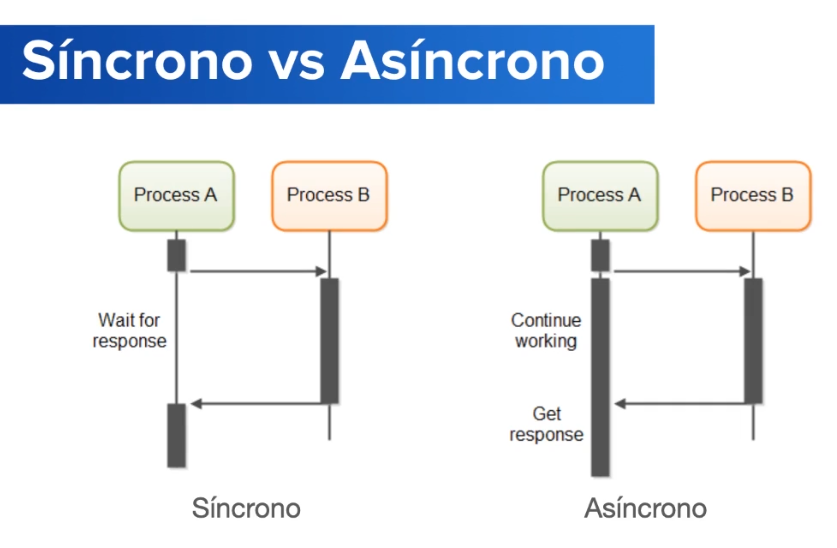 Síncrono vs Asíncrono
Process A
Process B
Wait for
response
Síncrono
Process A
Process B
Continue
working
Get
response
Asíncrono